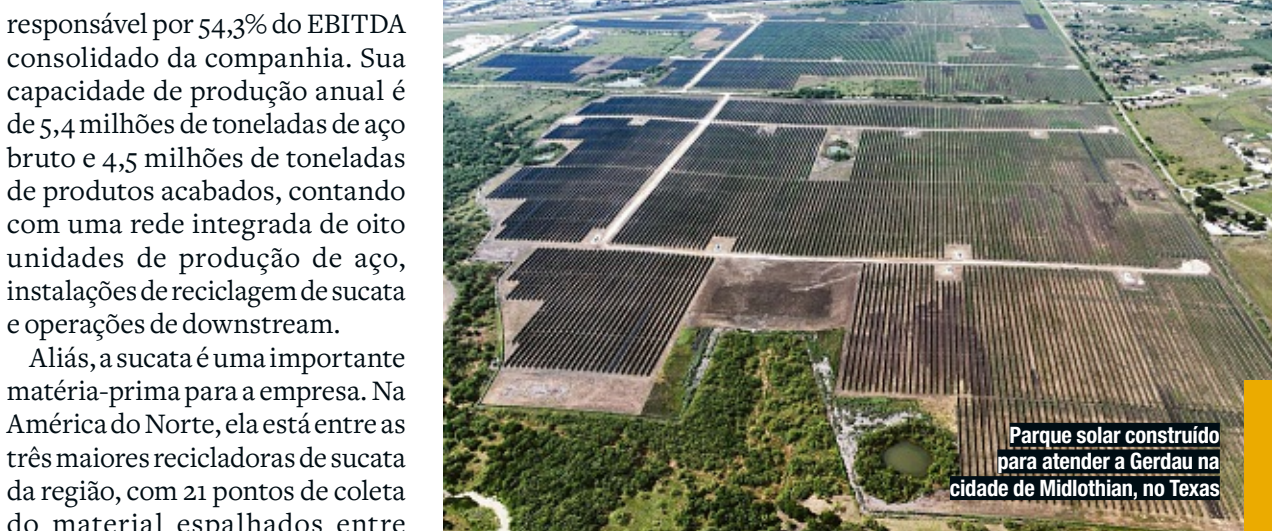 responsável por 54,3% do EBITDA
consolidado da companhia. Sua
capacidade de produção anual é
de 5,4 milhões de toneladas de aço
bruto e 4,5 milhões de toneladas
de produtos acabados, contando
com uma rede integrada de oito
unidades de produção de aço,
instalações de reciclagem de sucata
e operações de downstream.
Aliás, a sucata é uma importante
matéria-prima para a empresa. Na
América do Norte, ela está entre as
três maiores recicladoras de sucata
da região, com 21 pontos de coleta
do material espalhados entre
Parque solar construído
para atender a Gerdau na
cidade de Midlothian, no Texas